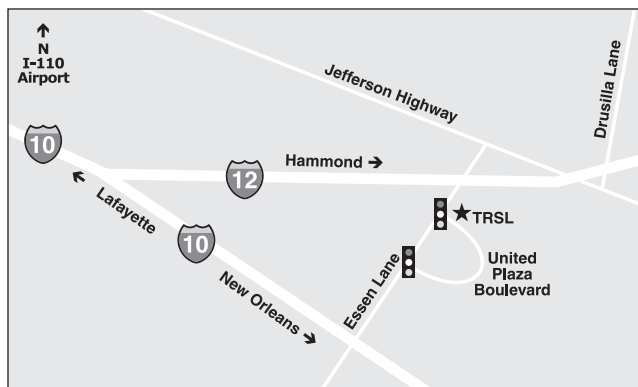 N
I-110
Airport
Jefferson Highway
Drusilla Lane
10
Hammond
12
Lafayette
10
TRSL
New Orleans
Essen Lane
United
Plaza
Boulevard